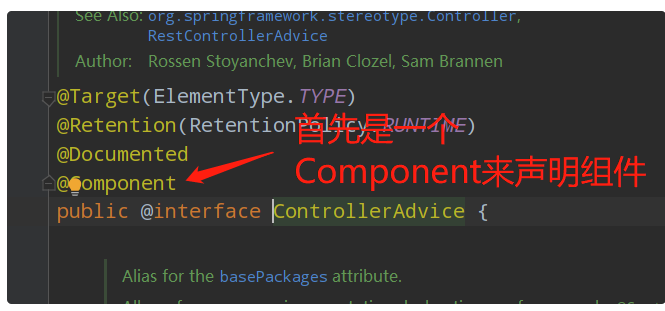 See Also: org.springframework.stereotype.Controller,
RestControllerAdvice
Author: Rossen Stoyanchev, Brian Clozel, Sam Brannen
@Target(ElementType.TYPE)
@Retention(RetentionPolicy.RUNTIME)
首先是一个
@Documented
Component来声明组件
@Component
public @interface ControllerAdvice {
Alias for the basePackages attribute.